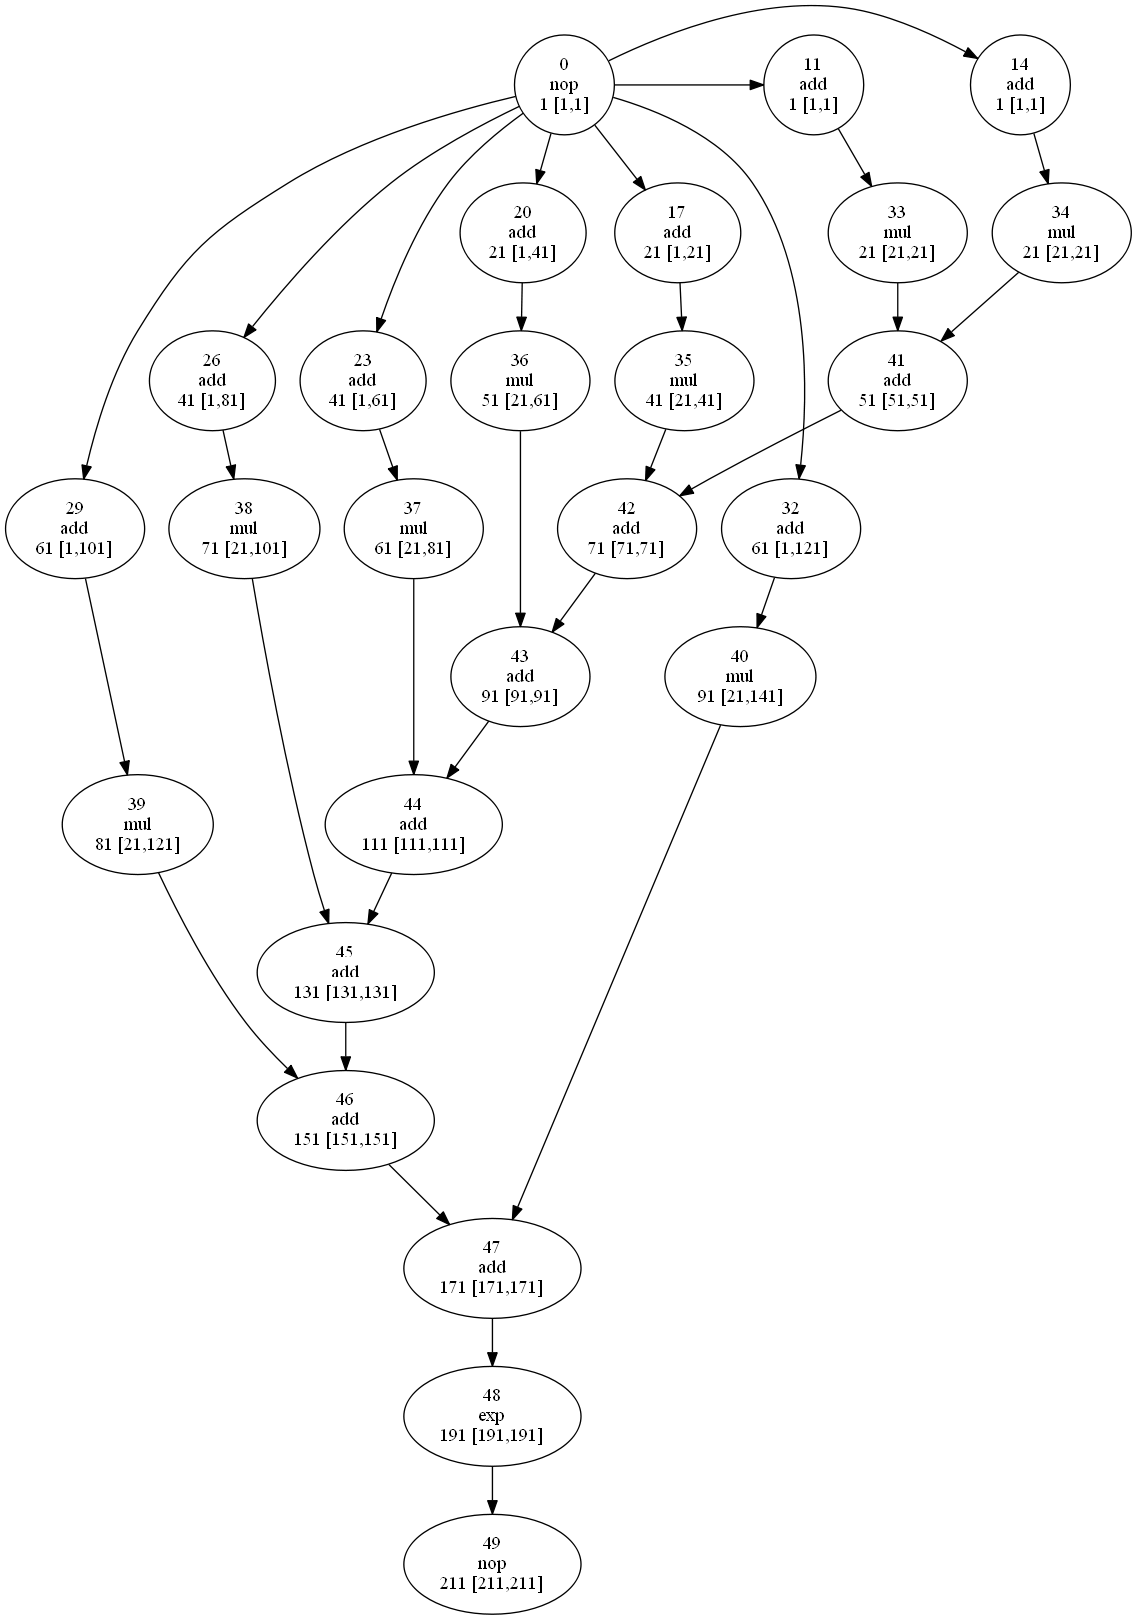 0
nop
1 [1,1]
11
add
1 [1,1]
14
add
1 [1,1]
20
add
21 [1,41]
17
add
21 [1,21]
33
mul
21 [21,21]
34
mul
21 [21,21]
26
add
41 [1,81]
23
add
41 [1,61]
36
mul
51 [21,61]
35
mul
41 [21,41]
41
add
51 [51,51]
29
add
61 [1,101]
38
mul
71 [21,101]
37
mul
61 [21,81]
42
add
71 [71,71]
32
add
61 [1,121]
43
add
91 [91,91]
40
mul
91 [21,141]
39
mul
81 [21,121]
44
add
111 [111,111]
45
add
131 [131,131]
46
add
151 [151,151]
47
add
171 [171,171]
48
exp
191 [191,191]
49
nop
211 [211,211]